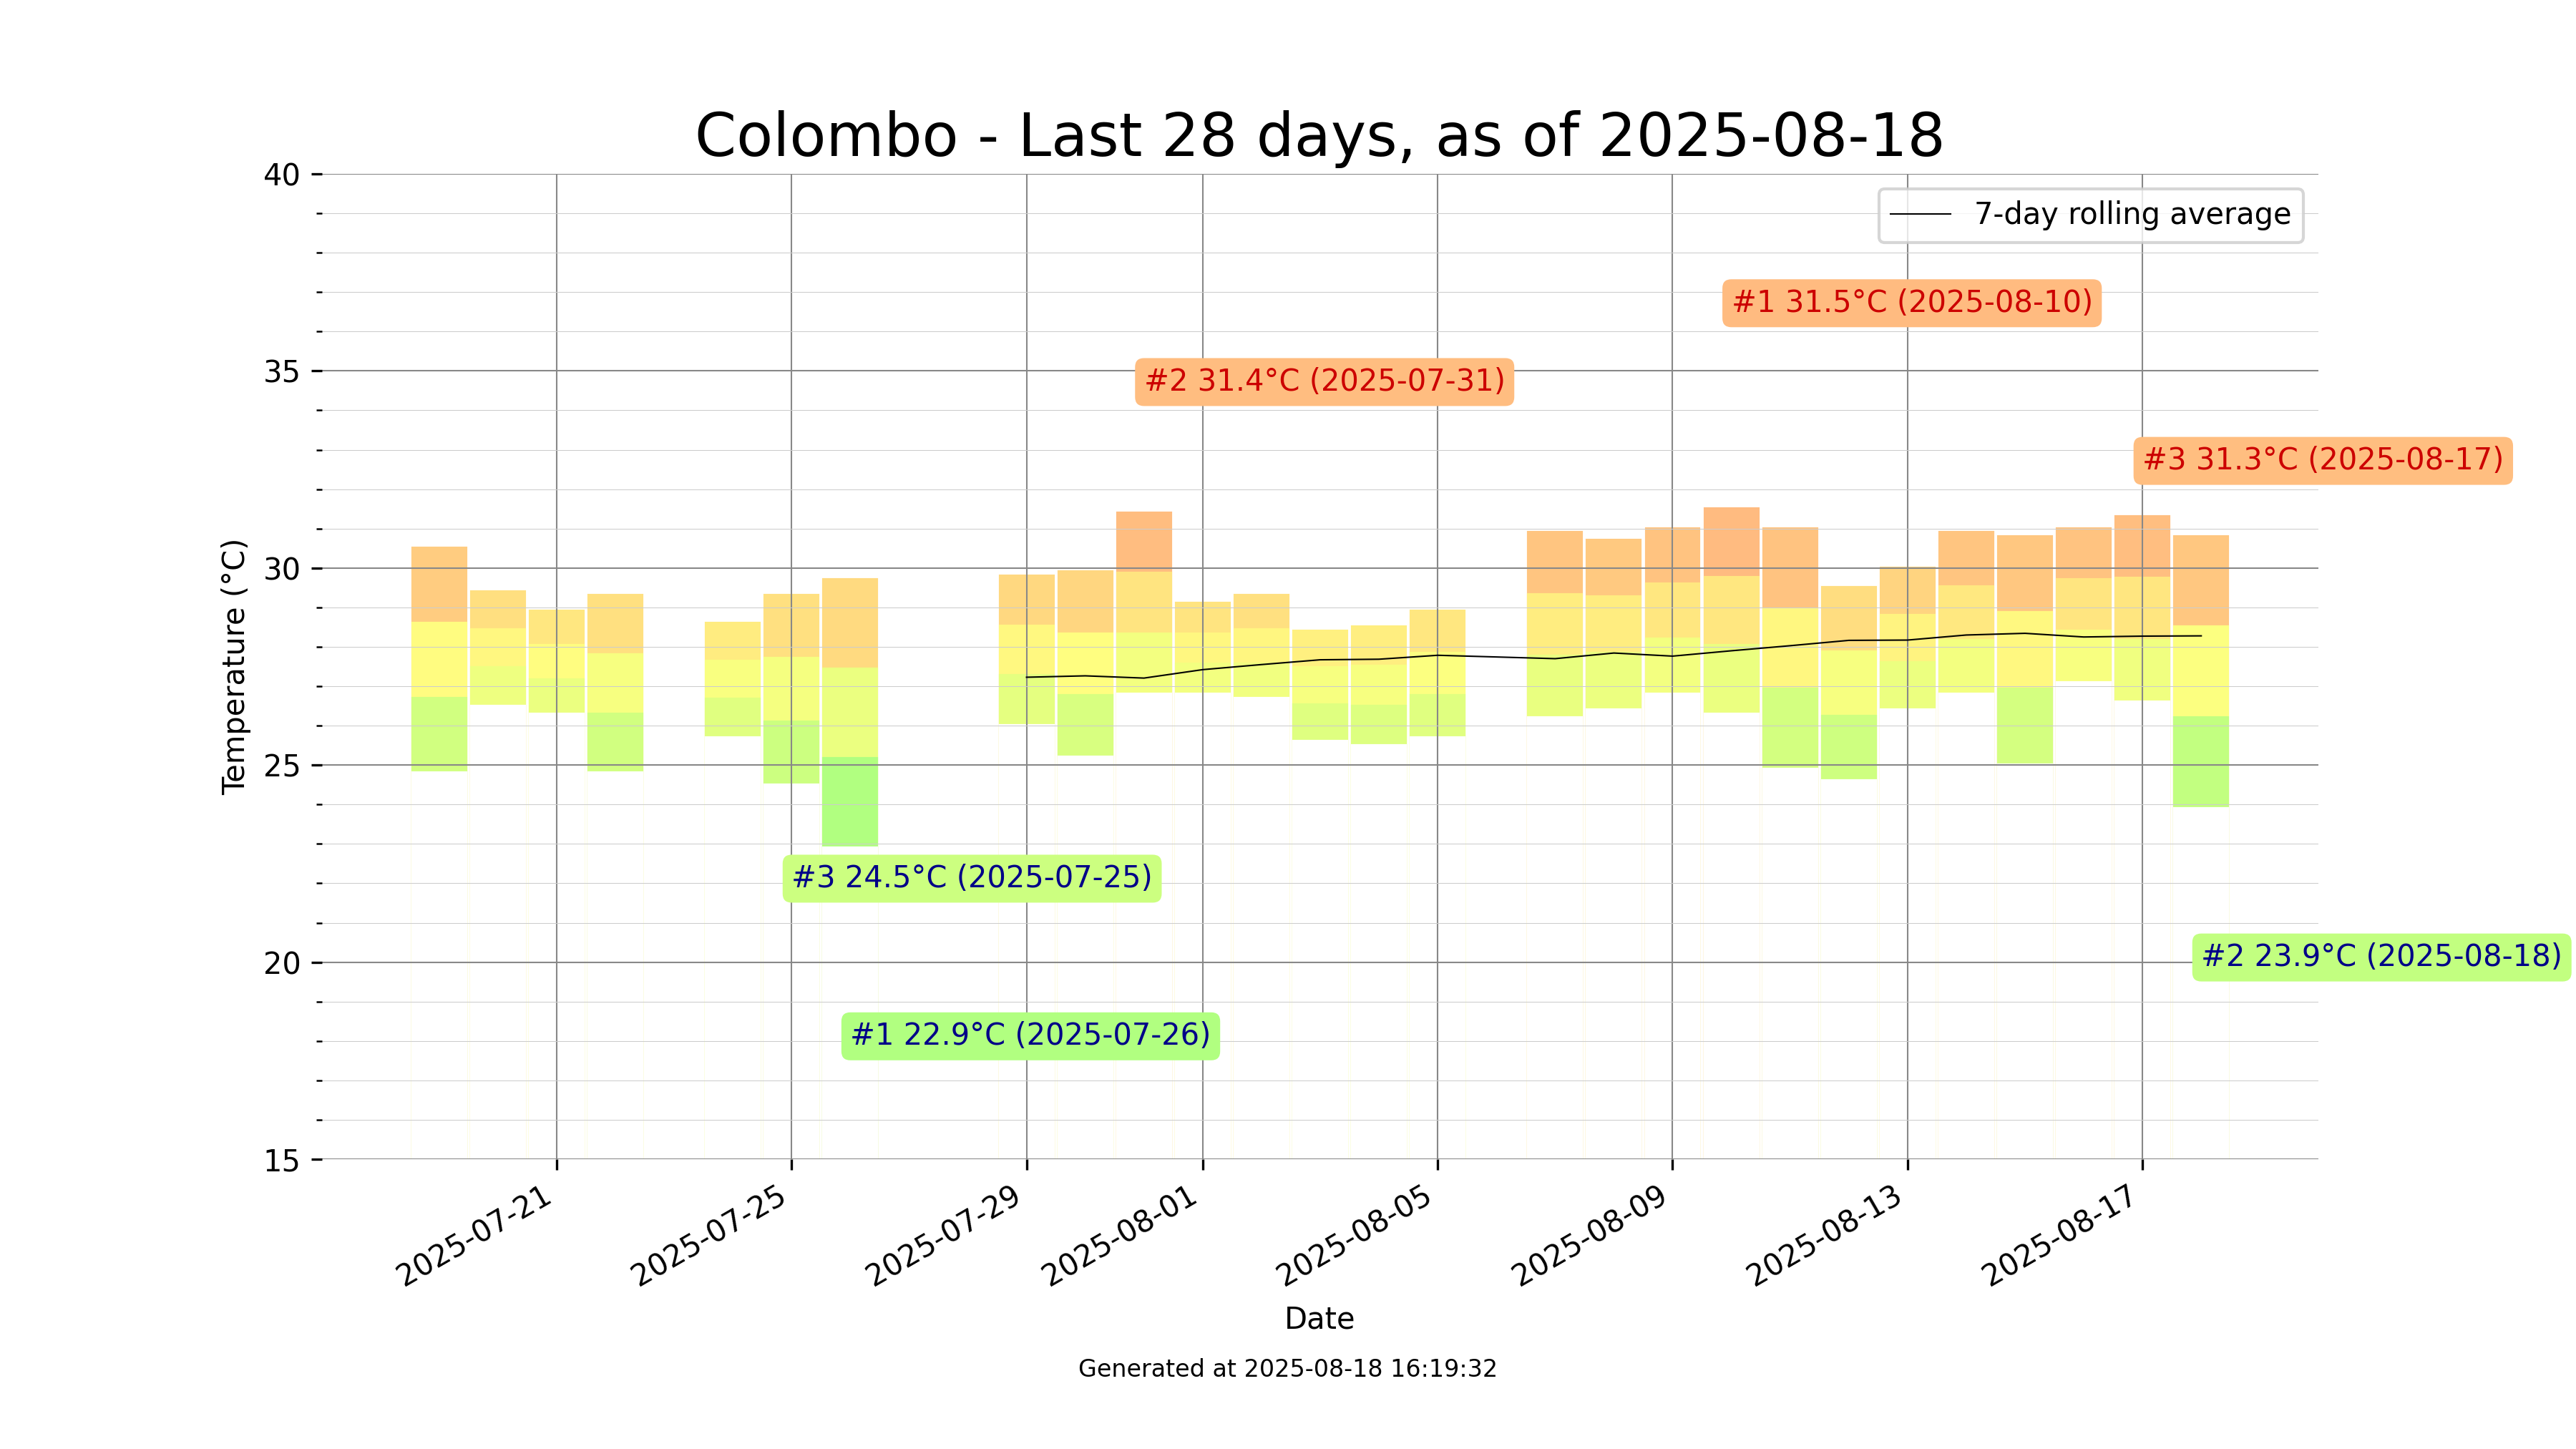 Colombo - Last 28 days, as of 2025-08-18
40
35
30
25
20
15
Temperature (°C)
7-day rolling average
#1 31.5°C (2025-08-10)
#2 31.4°C (2025-07-31)
#3 31.3°C (2025-08-17)
#3 24.5°C (2025-07-25)
#2 23.9°C (2025-08-18)
#1 22.9°C (2025-07-26)
2025-07-21
2025-07-25
2025-07-29
2025-08-01
2025-08-05
2025-08-09
2025-08-13
2025-08-17
Date
Generated at 2025-08-18 16:19:32